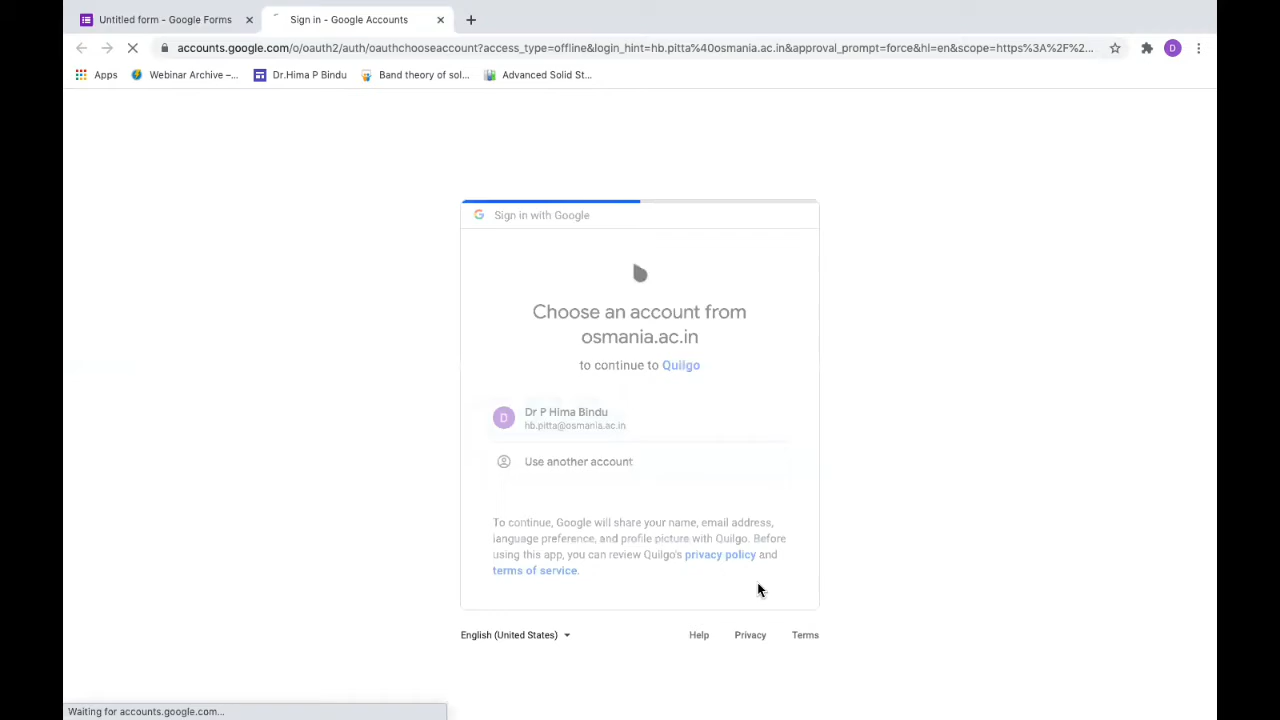 Untitled form - Google Forms
Sign in - Google Accounts
accounts.google.com/o/oauth2/auth/oauthchooseaccount?access_type=offline&login_hint=hb.pitta%40osmania.ac.in&approval_prompt=force&hl=en&scope=https%3A%2F%2...
D
Apps
Webinar Archive –...
Dr.Hima P Bindu
Band theory of sol...
Advanced Solid St...
Sign in with Google
Choose an account from
osmania.ac.in
to continue to Quilgo
D
Dr P Hima Bindu
hb.pitta@osmania.ac.in
Use another account
To continue, Google will share your name, email address,
language preference, and profile picture with Quilgo. Before
using this app, you can review Quilgo's privacy policy and
terms of service.
English (United States)
Help
Privacy
Terms
Waiting for accounts.google.com...